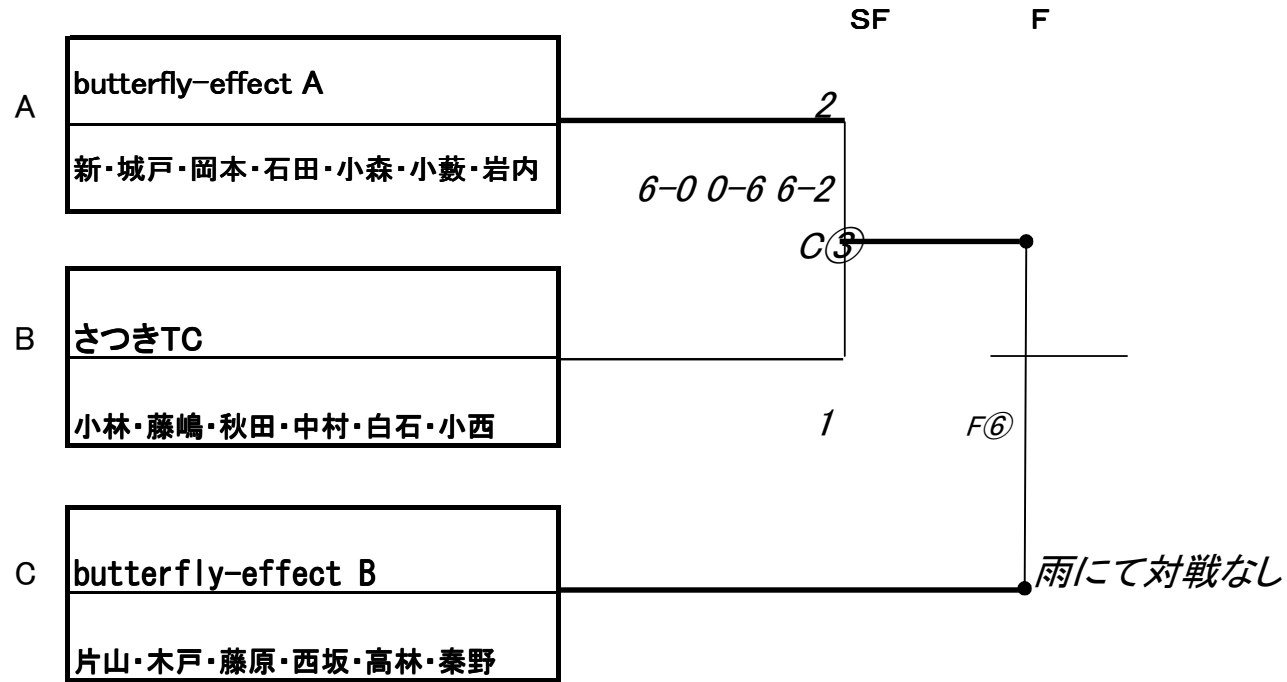 SF F
A
butterfly-effect A
新・城戸・岡本・石田・小森・小藪・岩内
2
6-0 0-6 6-2
C③
B
さつきTC
小林・藤嶋・秋田・中村・白石・小西
1
F⑥
C
butterfly-effect B
雨にて対戦なし
片山・木戸・藤原・西坂・高林・秦野